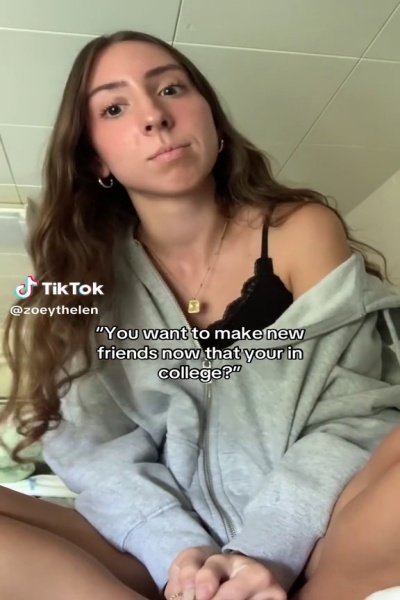 TikTok
@zoeythelen
“You want to make new
friends now that your in
college?”